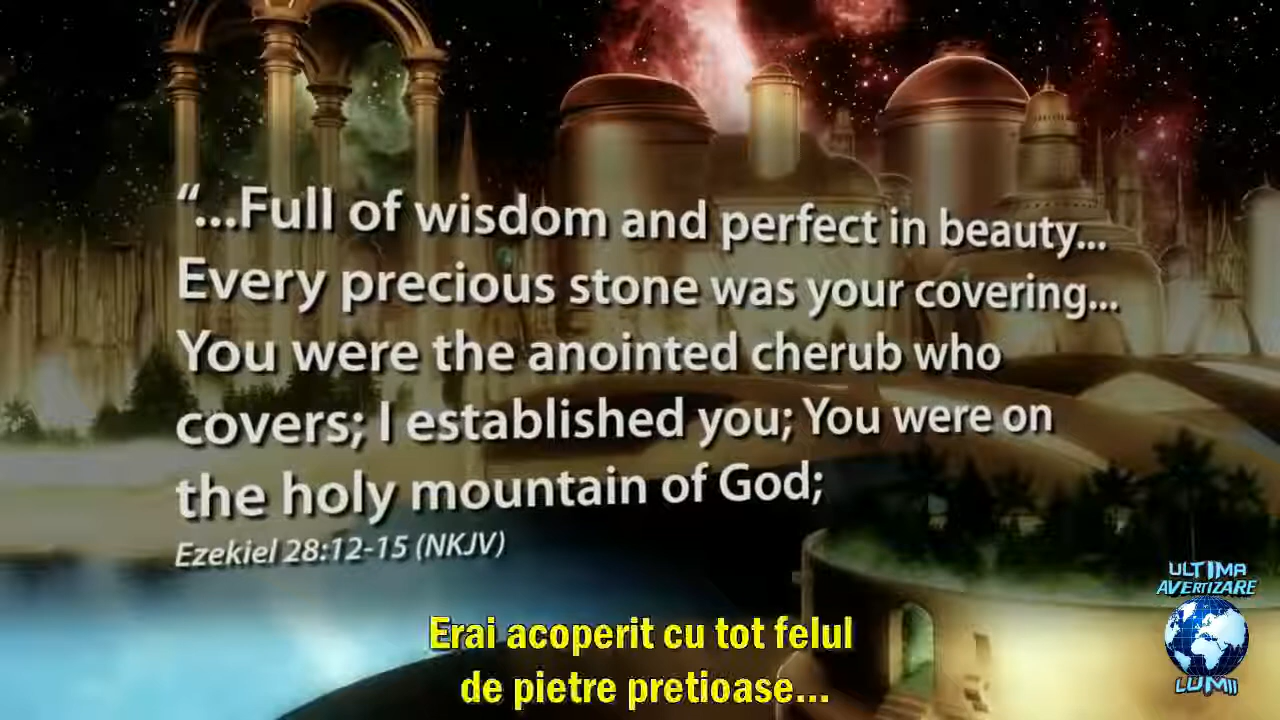 “...Full of wisdom and perfect in beauty...
Every precious stone was your covering...
You were the anointed cherub who
covers; I established you; You were on
the holy mountain of God;
Ezekiel 28:12-15 (NKJV)
Erai acoperit cu tot felul
de pietre pretioase...
ULTIMA
AVERTIZARE
LUMII